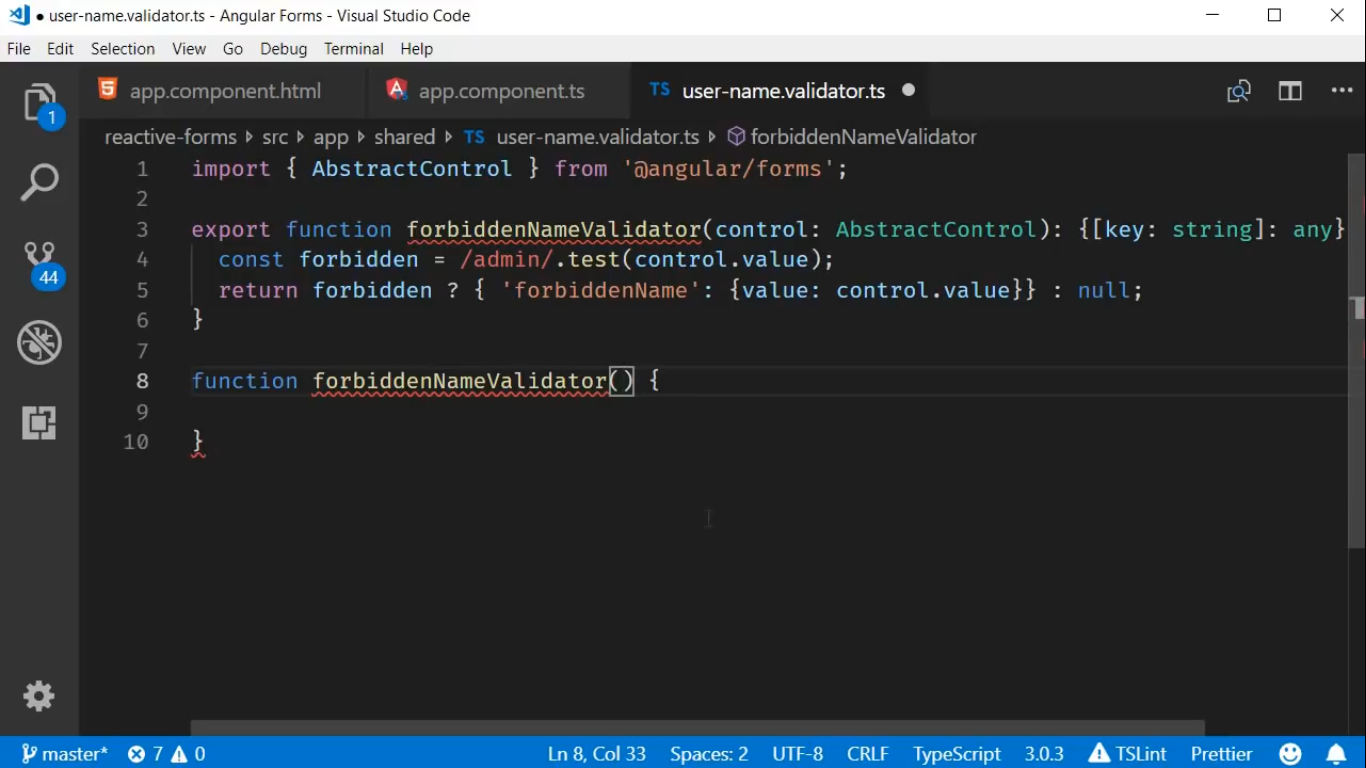 user-name.validator.ts - Angular Forms - Visual Studio Code
File Edit Selection View Go Debug Terminal Help
app.component.html app.component.ts TS user-name.validator.ts
reactive-forms src app shared TS user-name.validator.ts forbiddenNameValidator
1 import { AbstractControl } from '@angular/forms';
2
3 export function forbiddenNameValidator(control: AbstractControl): {[key: string]: any}
4 const forbidden = /admin/.test(control.value);
5 return forbidden ? { 'forbiddenName': {value: control.value}} : null;
6 }
7
8 function forbiddenNameValidator() {
9
10 }
1
44
master* 7 0 Ln 8, Col 33 Spaces: 2 UTF-8 CRLF TypeScript 3.0.3 TSLint Prettier